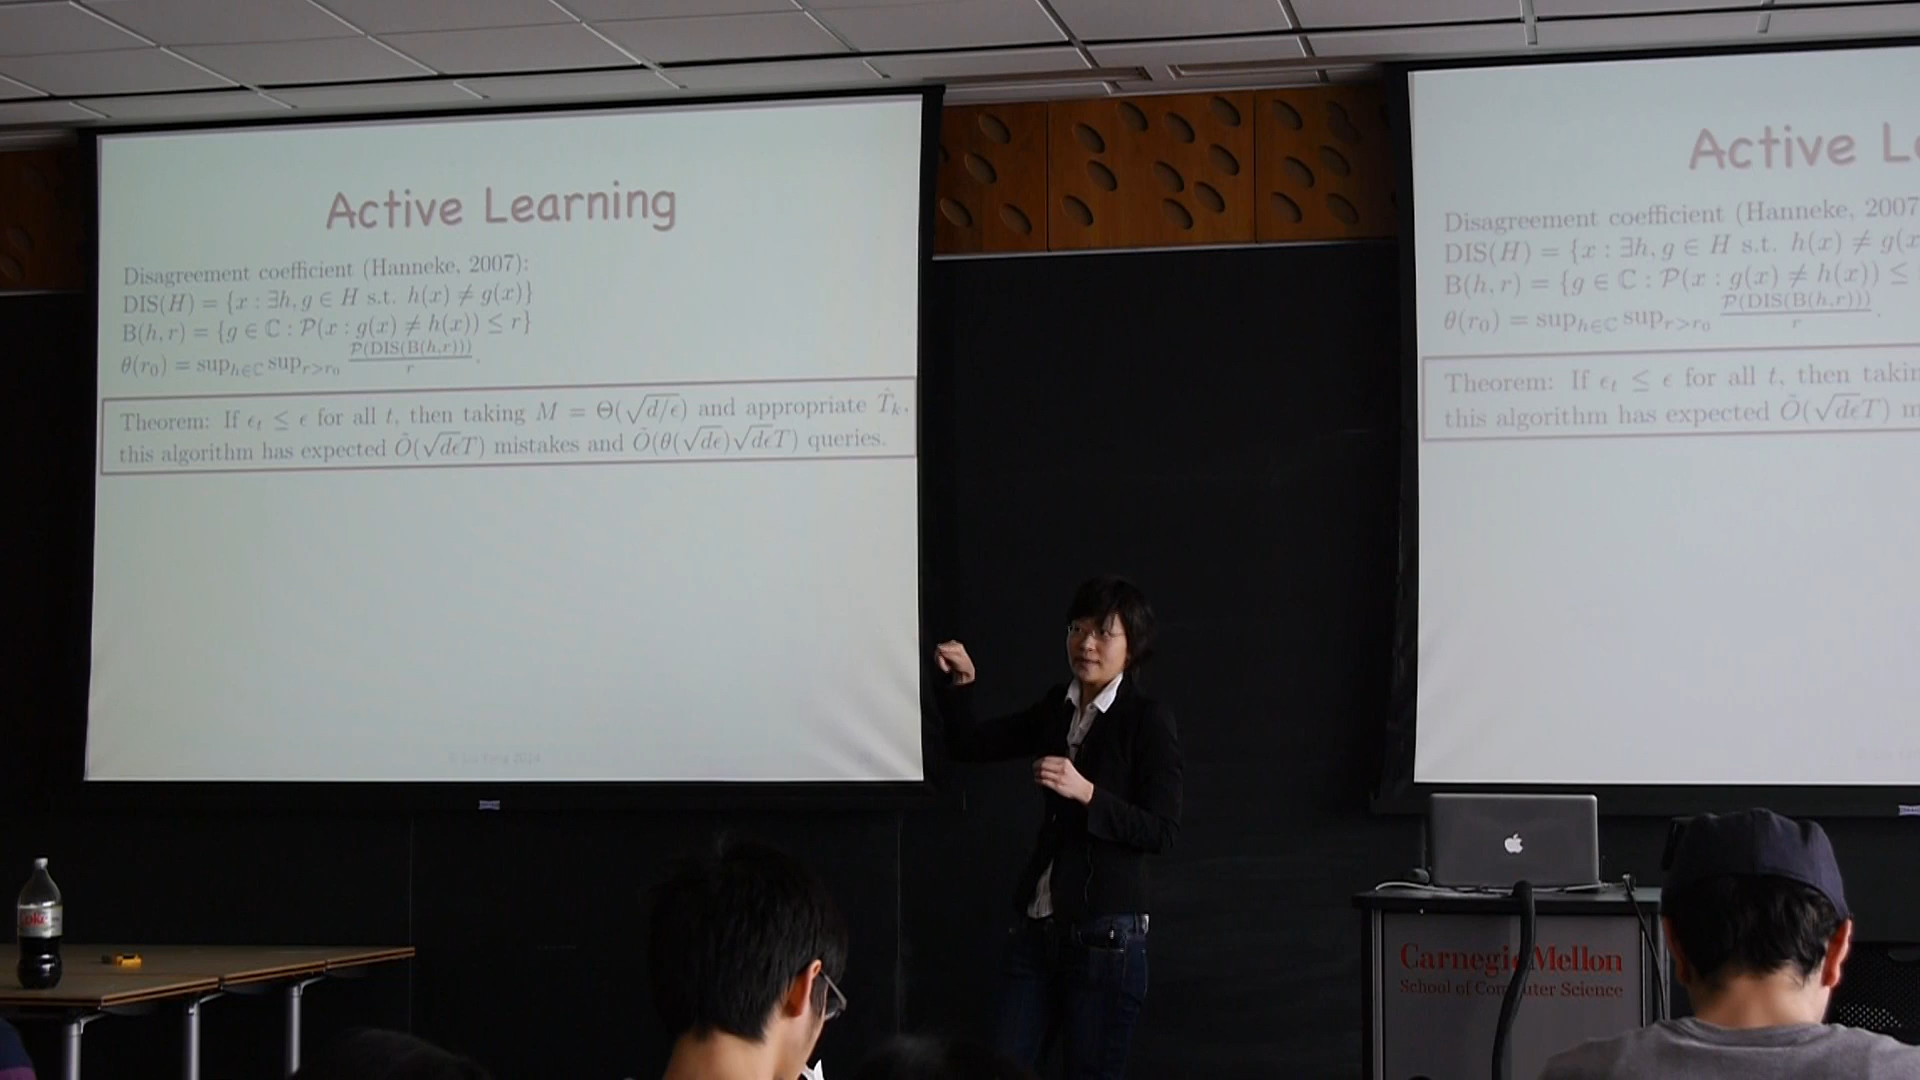 Active Learning
Disagreement coefficient (Hanneke, 2007):
DIS(H) = {x : ∃h, g ∈ H s.t. h(x) ≠ g(x)}
B(h, r) = {g ∈ ℂ : P(x : g(x) ≠ h(x)) ≤ r}
θ(r₀) = sup_{h∈ℂ} sup_{r>r₀} P(DIS(B(h,r)))/r.
Theorem: If ϵₜ ≤ ϵ for all t, then taking M = Θ(√(d/ϵ)) and appropriate T̂ₖ,
this algorithm has expected Õ(√(dϵ)T) mistakes and Õ(θ(√(dϵ))√(dϵ)T) queries.
Active L
Disagreement coefficient (Hanneke, 2007
DIS(H) = {x : ∃h, g ∈ H s.t. h(x) ≠ g(x
B(h, r) = {g ∈ ℂ : P(x : g(x) ≠ h(x)) ≤
θ(r₀) = sup_{h∈ℂ} sup_{r>r₀} P(DIS(B(h,r)))/r.
Theorem: If ϵₜ ≤ ϵ for all t, then takin
this algorithm has expected Õ(√(dϵ)T) m
Coke
Carnegie Mellon
School of Computer Science